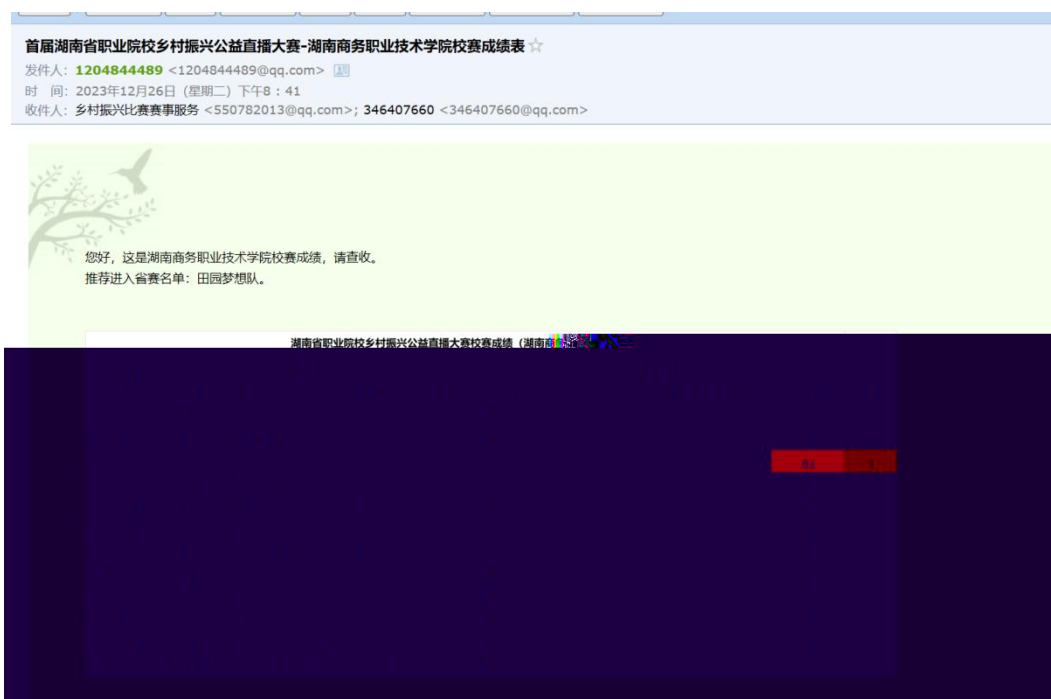 首届湖南省职业院校乡村振兴公益直播大赛-湖南商务职业技术学院校赛成绩表
发件人：1204844489 <1204844489@qq.com>
时　间：2023年12月26日（星期二）下午8：41
收件人：乡村振兴比赛赛事服务 <550782013@qq.com>; 346407660 <346407660@qq.com>
您好，这是湖南商务职业技术学院校赛成绩，请查收。
推荐进入省赛名单：田园梦想队。
湖南省职业院校乡村振兴公益直播大赛校赛成绩（湖南商